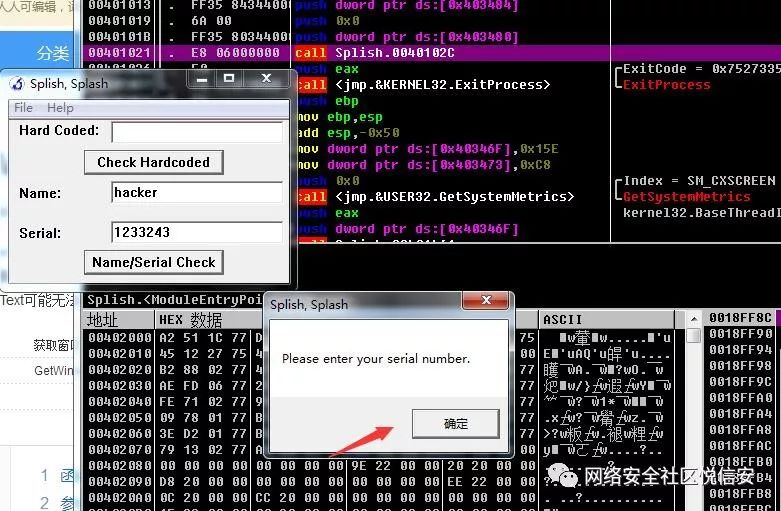 人人可编辑,
分类
00401013 . FF35 84344000 push dword ptr ds:[0x403484]
00401019 . 6A 00 push 0x0
0040101B . FF35 80344000 push dword ptr ds:[0x403480]
00401021 . E8 06000000 call Splish.0040102C
push eax
call <jmp.&KERNEL32.ExitProcess>
push ebp
mov ebp,esp
add esp,-0x50
mov dword ptr ds:[0x40346F],0x15E
mov dword ptr ds:[0x403473],0xC8
push 0x0
call <jmp.&USER32.GetSystemMetrics>
push eax
push dword ptr ds:[0x40346F]
ExitCode = 0x7527335
ExitProcess
Index = SM_CXSCREEN
GetSystemMetrics
kernel32.BaseThreadI
Splish, Splash
File Help
Hard Coded:
Check Hardcoded
Name: hacker
Serial: 1233243
Name/Serial Check
Text可能无法
获取窗口
GetWin
1 函
2 参
Splish.<ModuleEntryPoi
地址 HEX 数据 ASCII
00402000 A2 51 1C 77
00402010 45 12 27 75
00402020 B2 88 02 77
00402030 AE FD 06 77
00402040 FE 71 02 77
00402050 09 78 01 77
00402060 3E D2 01 77
00402070 79 13 02 77
00402080 00 00 00 00 00 00 00 00 9E 22 00 00 20 20 00 00
00402090 D8 20 00 00 00 00 00 00 00 00 00 00 EE 22 00 00
004020A0 0C 20 00 00 CC 20 00 00 00 00 00 00 00 00 00 00
Splish, Splash
Please enter your serial number.
确定
0018FF8C
0018FF90
0018FF94
0018FF98
0018FF9C
0018FFA0
0018FFA4
0018FFA8
0018FFAC
0018FFB0
0018FFB4
0018FFB8
网络安全社区悦信安